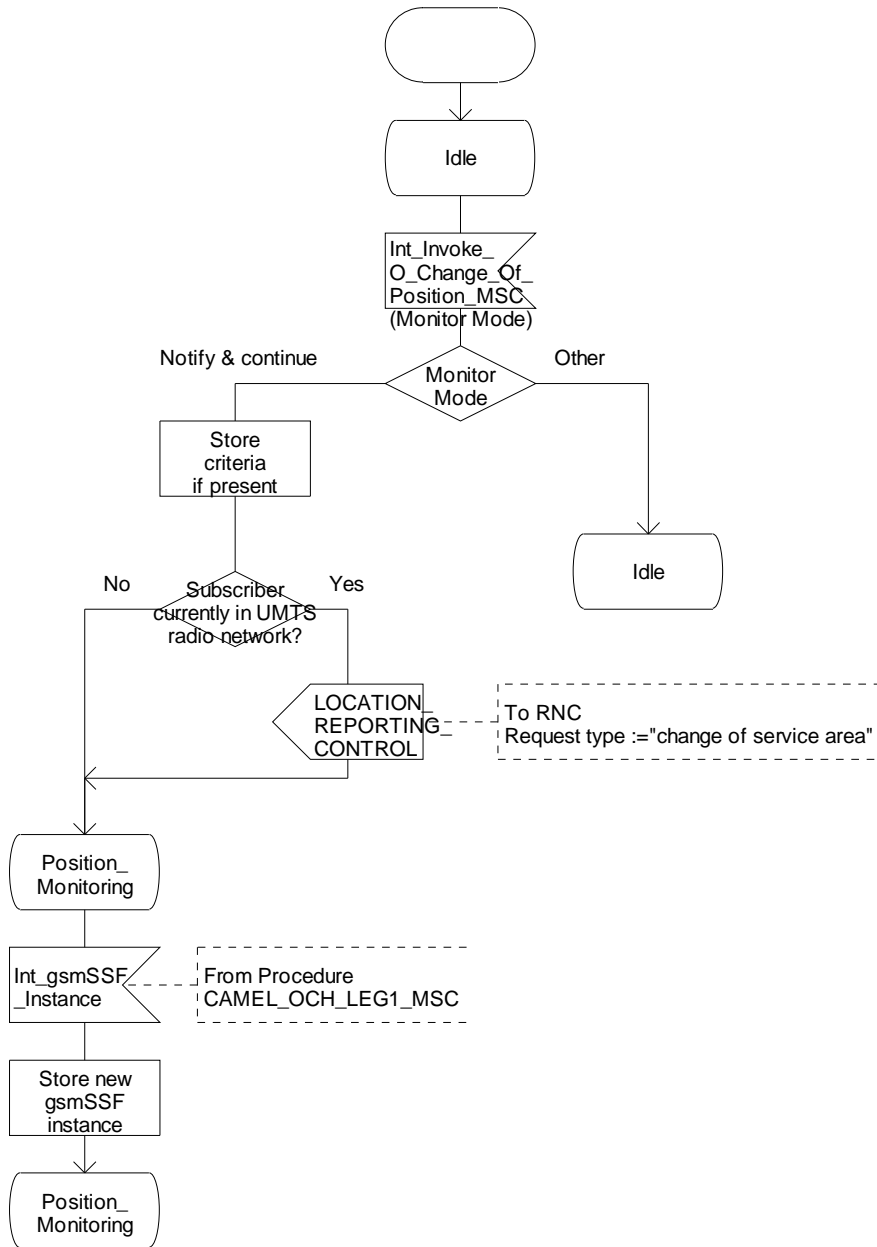 Idle
Int_Invoke_
O_Change_Of_
Position_MSC
(Monitor Mode)
Notify & continue
Monitor
Mode
Other
Store
criteria
if present
Idle
No
Subscriber
currently in UMTS
radio network?
Yes
LOCATION_
REPORTING_
CONTROL
To RNC
Request type :="change of service area"
Position_
Monitoring
Int_gsmSSF
_Instance
From Procedure
CAMEL_OCH_LEG1_MSC
Store new
gsmSSF
instance
Position_
Monitoring